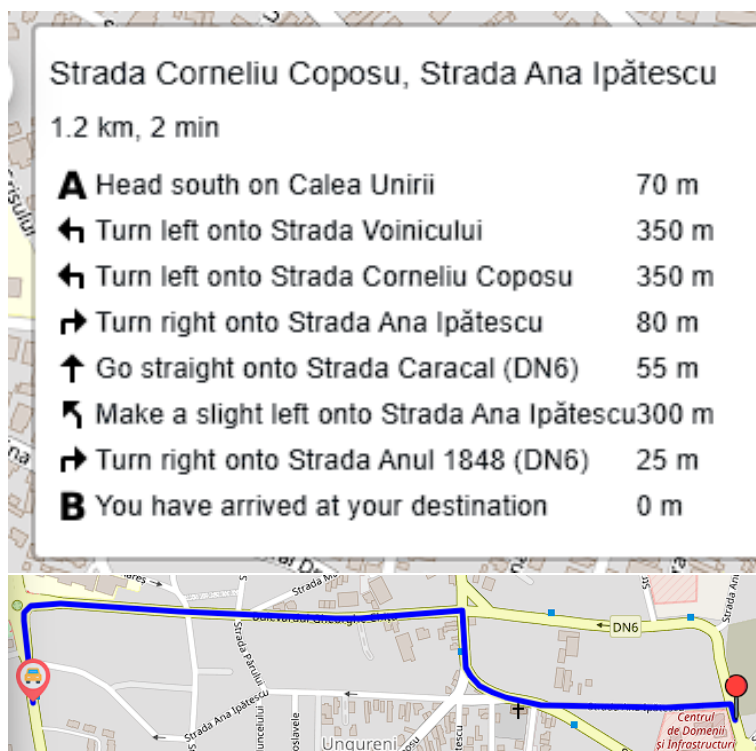 Strada Corneliu Coposu, Strada Ana Ipătescu
1.2 km, 2 min
A Head south on Calea Unirii 70 m
Turn left onto Strada Voinicului 350 m
Turn left onto Strada Corneliu Coposu 350 m
Turn right onto Strada Ana Ipătescu 80 m
Go straight onto Strada Caracal (DN6) 55 m
Make a slight left onto Strada Ana Ipătescu 300 m
Turn right onto Strada Anul 1848 (DN6) 25 m
B You have arrived at your destination 0 m
DN6
Strada Părului
Strada Ana Ipătescu
Centrul
de Domenii
și Infrastructuri
Ungureni